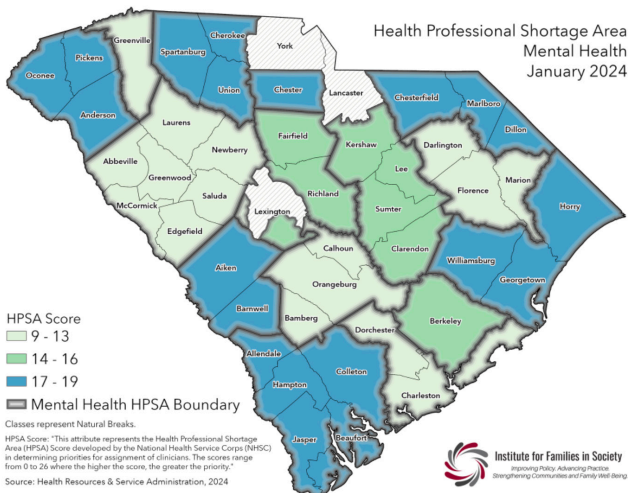 Health Professional Shortage Area
Mental Health
January 2024
Greenville
Cherokee
Spartanburg
York
Pickens
Oconee
Union
Chester
Lancaster
Chesterfield
Marlboro
Anderson
Dillon
Laurens
Fairfield
Kershaw
Darlington
Newberry
Abbeville
Lee
Greenwood
Marion
Florence
Richland
Saluda
McCormick
Lexington
Sumter
Horry
Edgefield
Calhoun
Clarendon
Williamsburg
Aiken
Georgetown
Orangeburg
Barnwell
Bamberg
Berkeley
Dorchester
Allendale
Colleton
Hampton
Charleston
Jasper
Beaufort
HPSA Score
9 - 13
14 - 16
17 - 19
Mental Health HPSA Boundary
Classes represent Natural Breaks.
HPSA Score: "This attribute represents the Health Professional Shortage
Area (HPSA) Score developed by the National Health Service Corps (NHSC)
in determining priorities for assignment of clinicians. The scores range
from 0 to 26 where the higher the score, the greater the priority."
Source: Health Resources & Service Administration, 2024
Institute for Families in Society
Improving Policy. Advancing Practice.
Strengthening Communities and Family Well-Being.